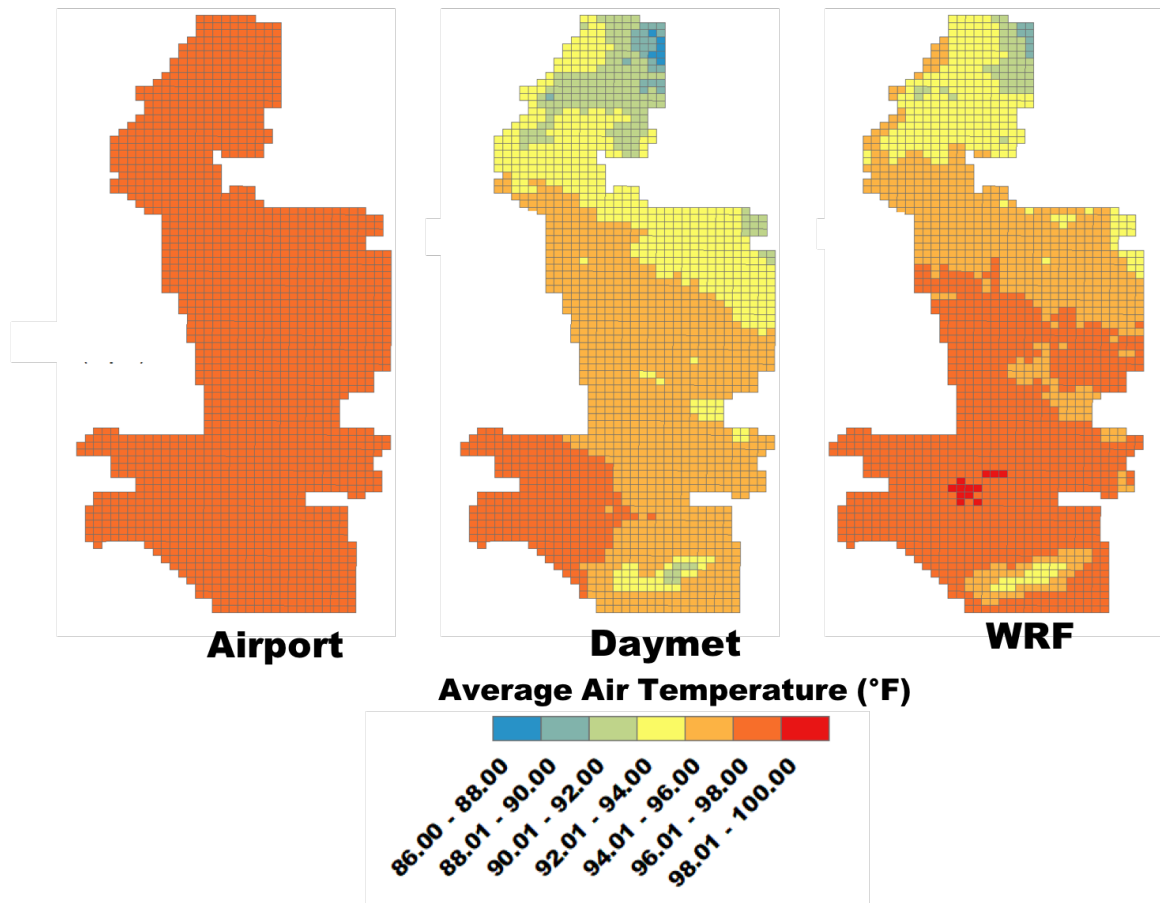 Airport
Daymet
WRF
Average Air Temperature (°F)
86.00 - 88.00
88.01 - 90.00
90.01 - 92.00
92.01 - 94.00
94.01 - 96.00
96.01 - 98.00
98.01 - 100.00